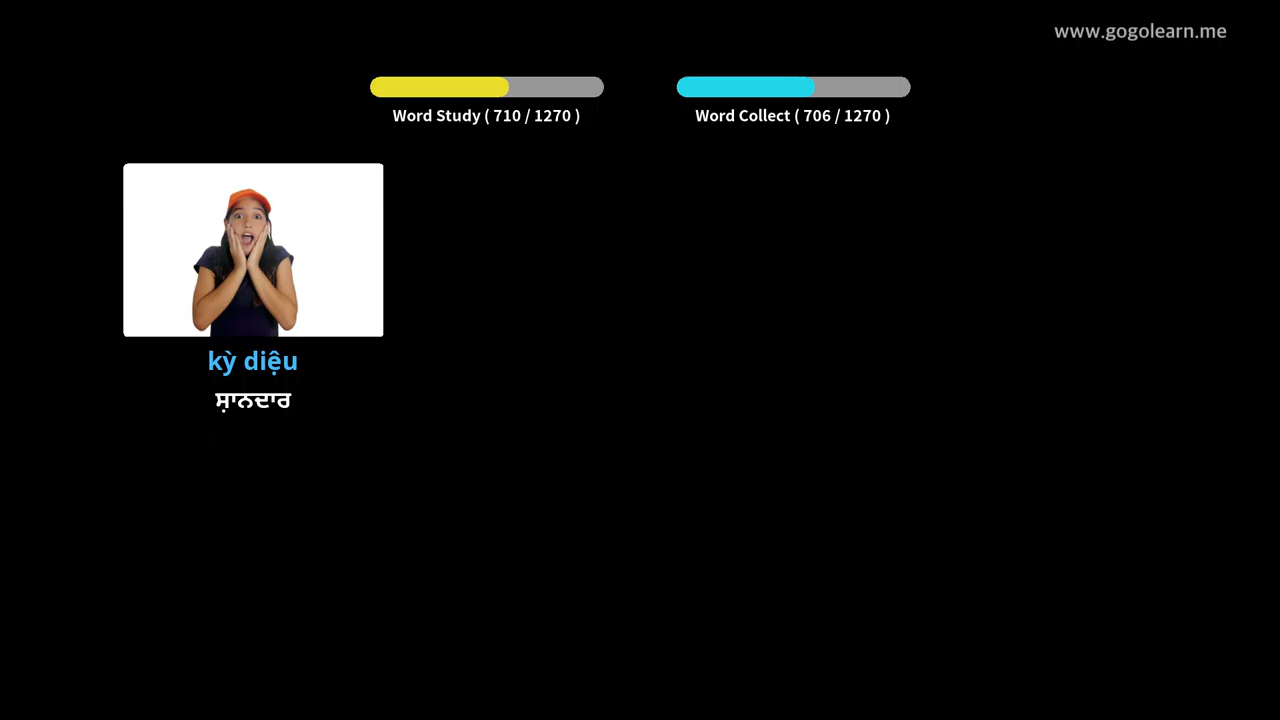 www.gogolearn.me
Word Study ( 710 / 1270 )
Word Collect ( 706 / 1270 )
kỳ diệu
ਸ਼ਾਨਦਾਰ